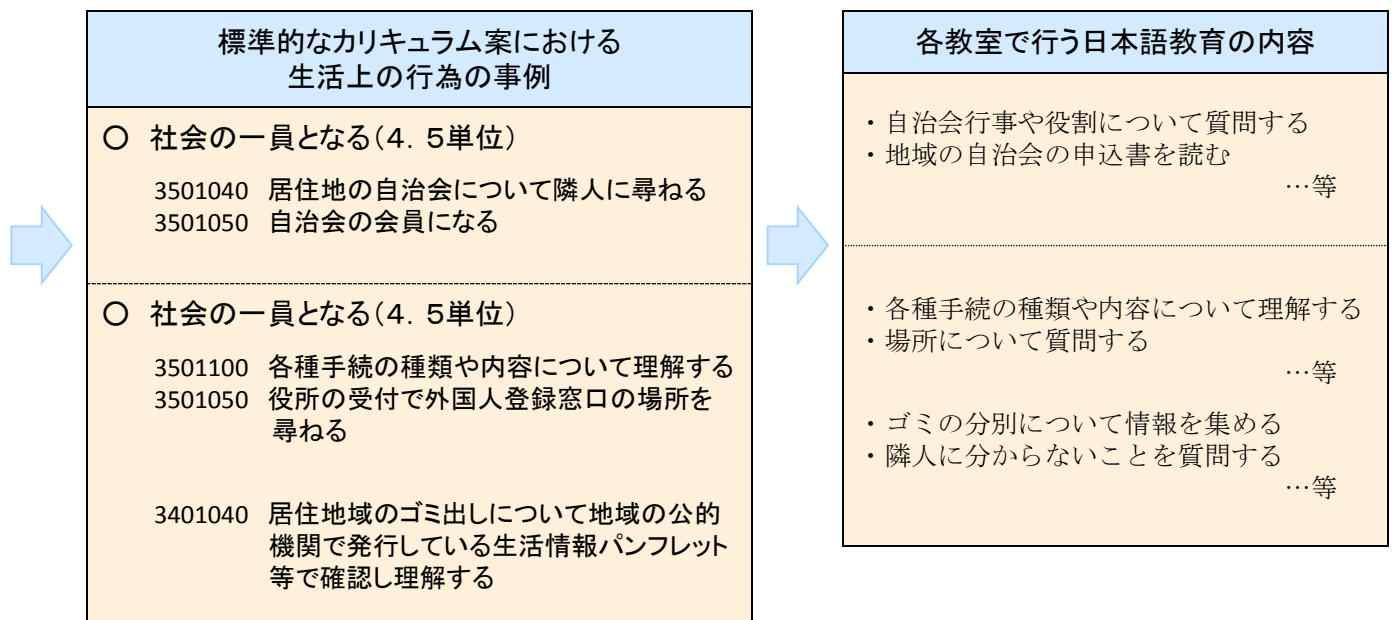 標準的なカリキュラム案における
生活上の行為の事例
○ 社会の一員となる(4．5単位)
3501040 居住地の自治会について隣人に尋ねる
3501050 自治会の会員になる
○ 社会の一員となる(4．5単位)
3501100 各種手続の種類や内容について理解する
3501050 役所の受付で外国人登録窓口の場所を
尋ねる
3401040 居住地域のゴミ出しについて地域の公的
機関で発行している生活情報パンフレット
等で確認し理解する
各教室で行う日本語教育の内容
・自治会行事や役割について質問する
・地域の自治会の申込書を読む
…等
・各種手続の種類や内容について理解する
・場所について質問する
…等
・ゴミの分別について情報を集める
・隣人に分からないことを質問する
…等